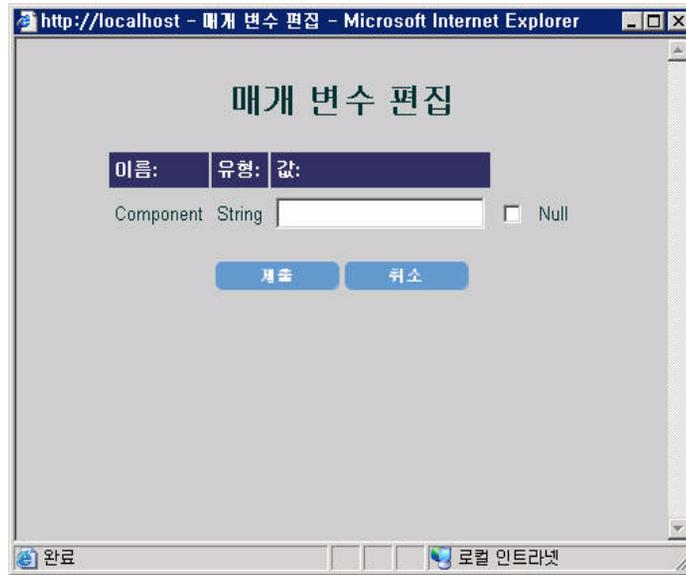 http://localhost - 매개 변수 편집 - Microsoft Internet Explorer
매개 변수 편집
이름: 유형: 값:
Component String Null
제출 취소
완료 로컬 인트라넷